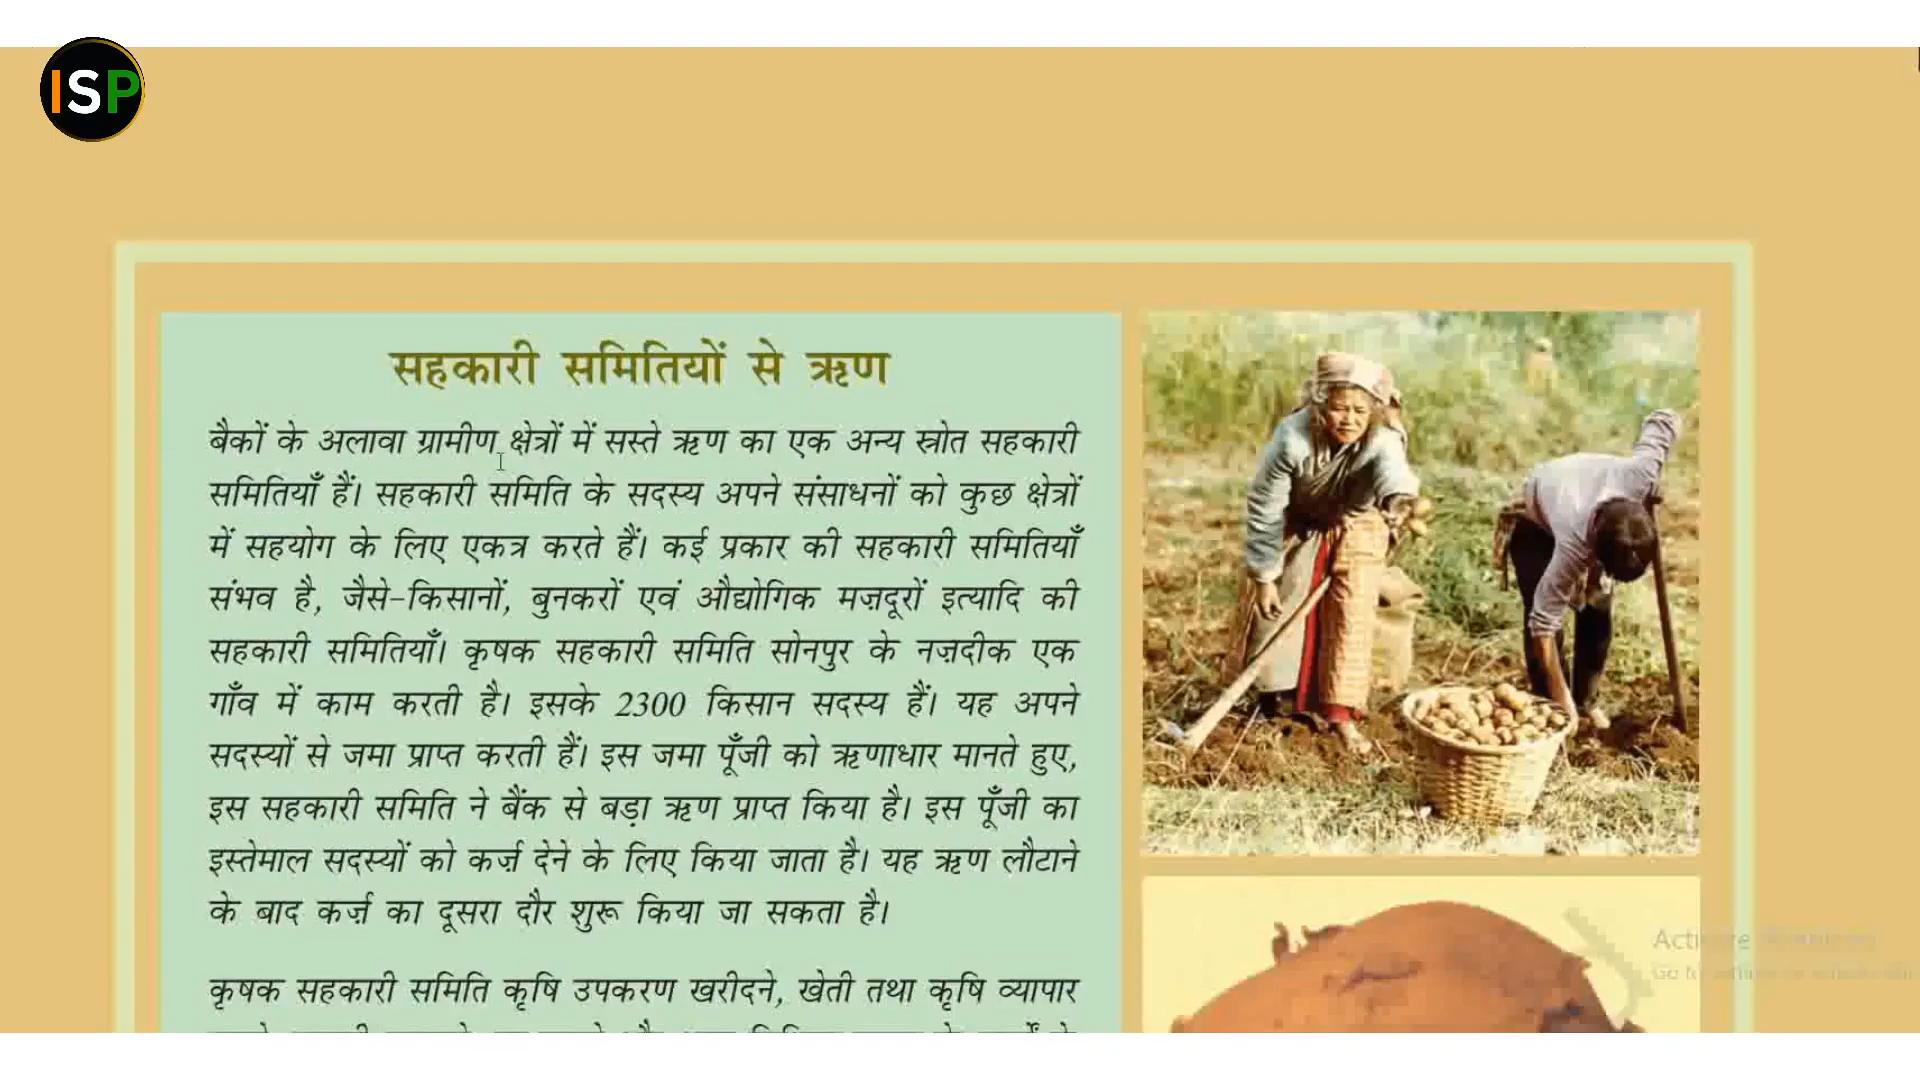 ISP
सहकारी समितियों से ऋण
बैकों के अलावा ग्रामीण क्षेत्रों में सस्ते ऋण का एक अन्य स्त्रोत सहकारी
समितियाँ हैं। सहकारी समिति के सदस्य अपने संसाधनों को कुछ क्षेत्रों
में सहयोग के लिए एकत्र करते हैं। कई प्रकार की सहकारी समितियाँ
संभव है, जैसे-किसानों, बुनकरों एवं औद्योगिक मज़दूरों इत्यादि की
सहकारी समितियाँ। कृषक सहकारी समिति सोनपुर के नज़दीक एक
गाँव में काम करती है। इसके 2300 किसान सदस्य हैं। यह अपने
सदस्यों से जमा प्राप्त करती हैं। इस जमा पूँजी को ऋणाधार मानते हुए,
इस सहकारी समिति ने बैंक से बड़ा ऋण प्राप्त किया है। इस पूँजी का
इस्तेमाल सदस्यों को कर्ज़ देने के लिए किया जाता है। यह ऋण लौटाने
के बाद कर्ज़ का दूसरा दौर शुरू किया जा सकता है।
कृषक सहकारी समिति कृषि उपकरण खरीदने, खेती तथा कृषि व्यापार